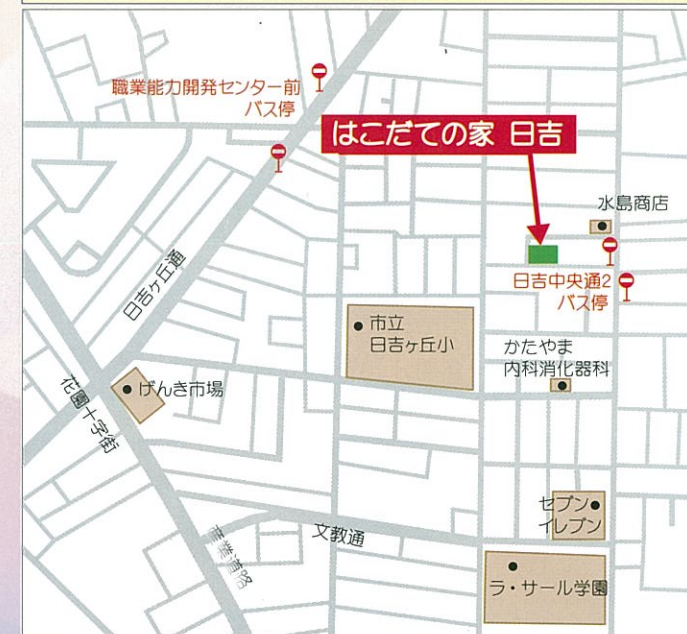 職業能力開発センター前
バス停
はこだての家 日吉
水島商店
日吉中央通2
バス停
日吉ヶ丘通
市立
日吉ヶ丘小
かたやま
内科消化器科
げんき市場
花園十字街
セブン
イレブン
文教通
産業道路
ラ・サール学園